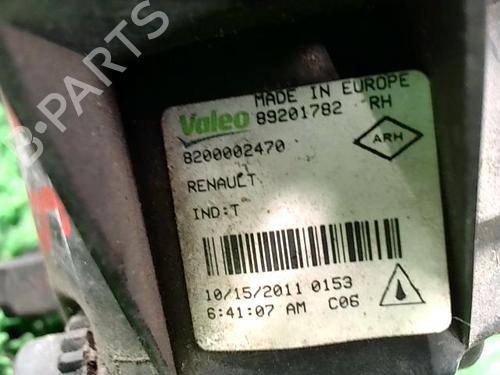 MADE IN EUROPE
Valeo 89201782 RH
8200002470
ARH
RENAULT
IND:T
10/15/2011 0153
6:41:07 AM C06
B-PARTS